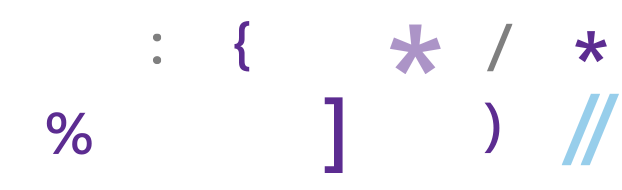 : { * / *
% ] ) //